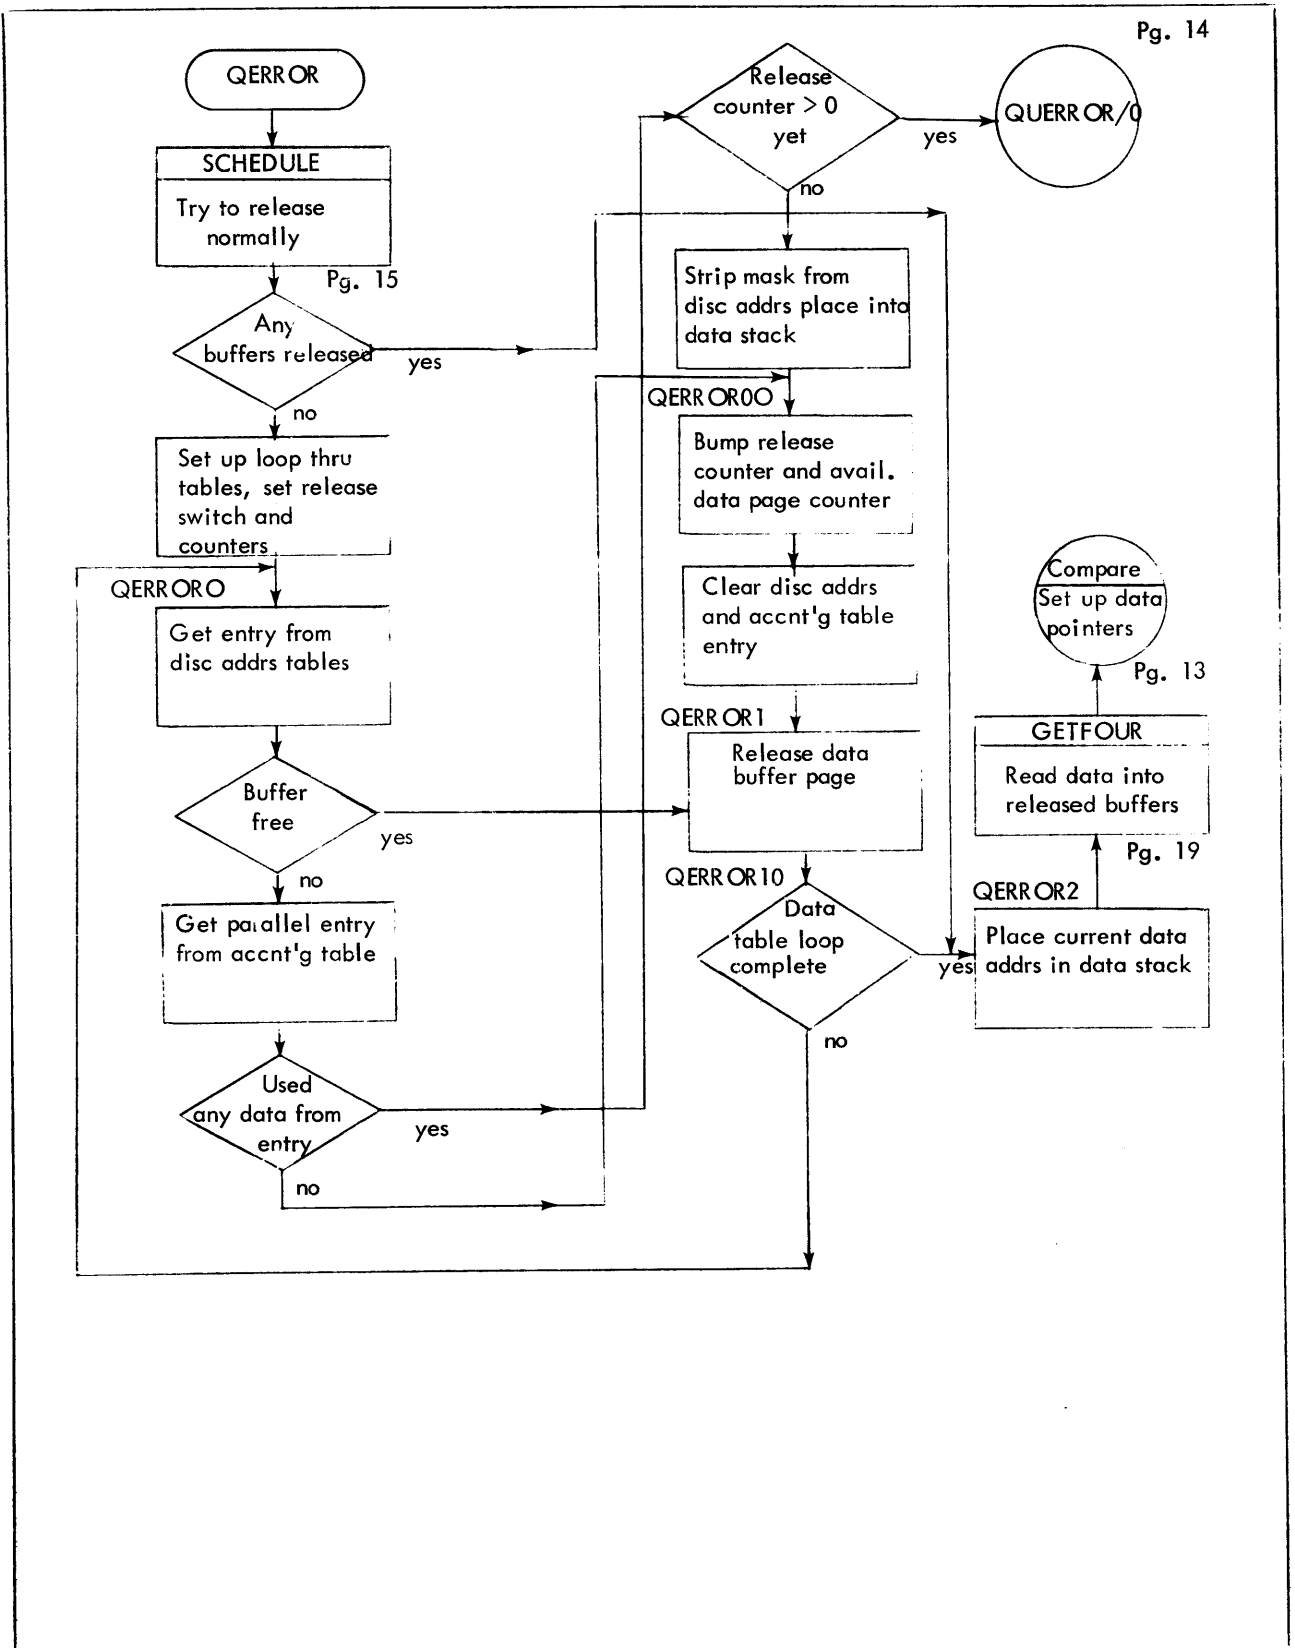 Pg. 14
QERROR
SCHEDULE
Try to release
normally
Pg. 15
Any
buffers released
yes
no
Set up loop thru
tables, set release
switch and
counters
QERROR0
Get entry from
disc addrs tables
Buffer
free
yes
no
Get parallel entry
from accnt'g table
Used
any data from
entry
yes
no
Release
counter > 0
yet
yes
QUERROR/0
no
Strip mask from
disc addrs place into
data stack
QERROR00
Bump release
counter and avail.
data page counter
Clear disc addrs
and accnt'g table
entry
QERROR1
Release data
buffer page
QERROR10
Data
table loop
complete
yes
no
QERROR2
Place current data
addrs in data stack
Pg. 19
GETFOUR
Read data into
released buffers
Pg. 13
Compare
Set up data
pointers